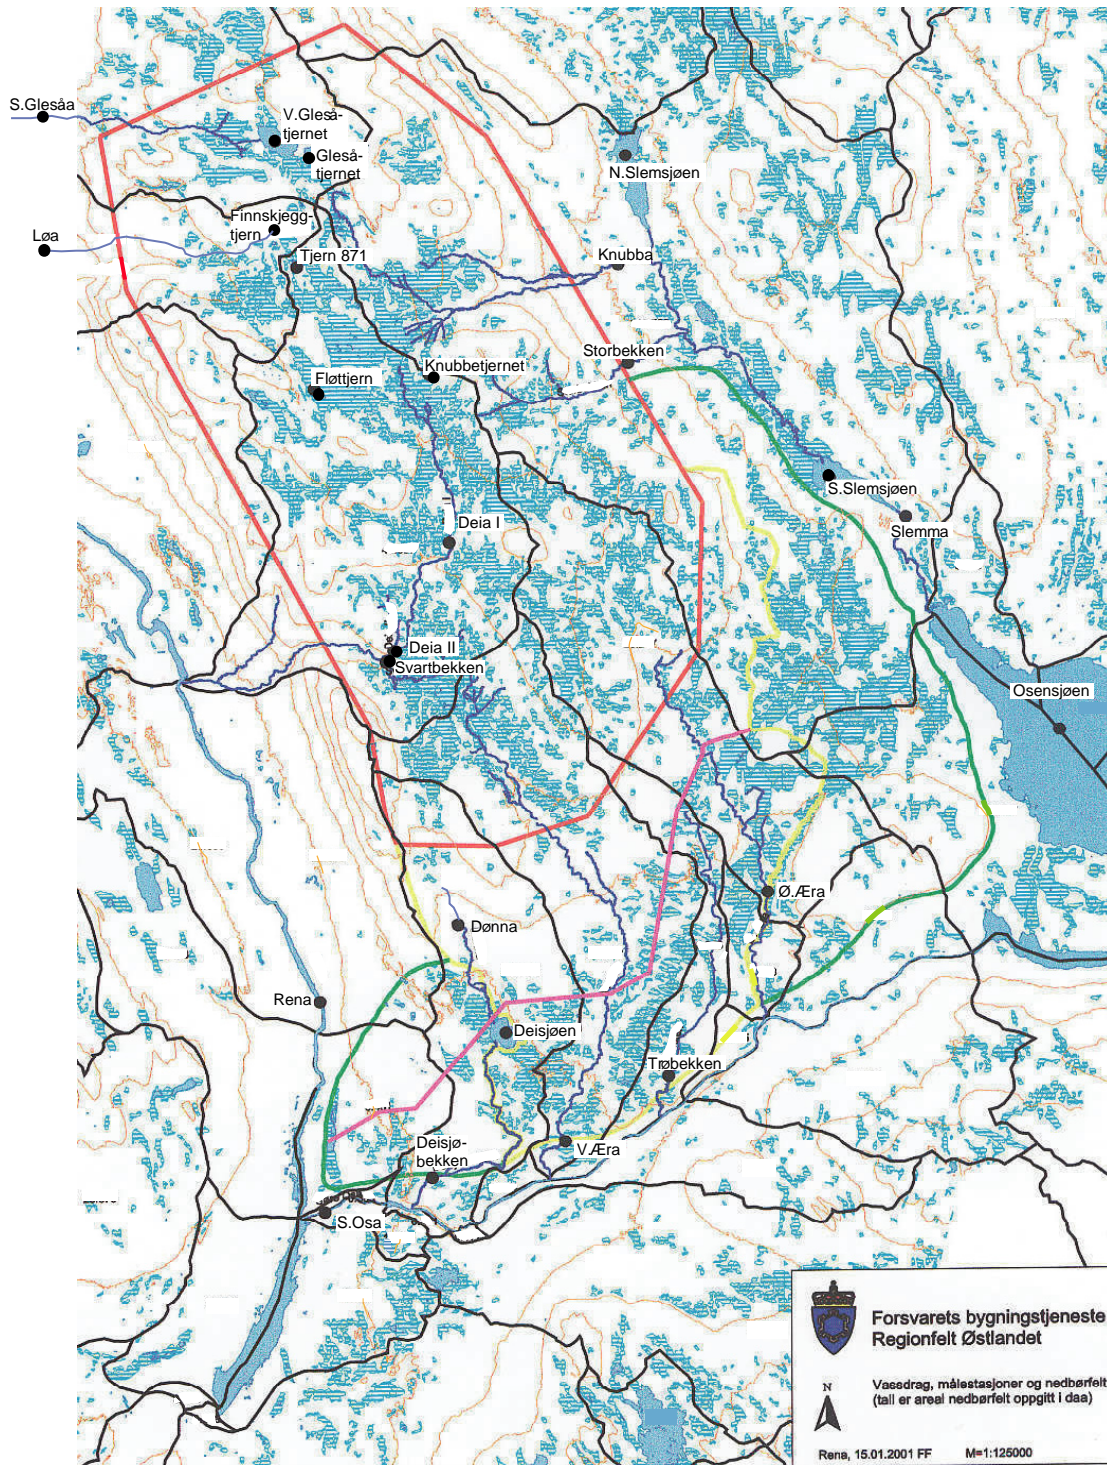 S.Glesåa
V.Gleså-
tjernet
Gleså-
tjernet
N.Slemsjøen
Finnskjegg-
tjern
Løa
Tjern 871
Knubba
Storbekken
Knubbetjernet
Fløttjern
S.Slemsjøen
Deia I
Slemma
Deia II
Svartbekken
Osensjøen
Ø.Æra
Dønna
Rena
Deisjøen
Trøbekken
Deisjø-
bekken
V.Æra
S.Osa
Forsvarets bygningstjeneste
Regionfelt Østlandet
N
Vassdrag, målestasjoner og nedbørfelt
(tall er areal nedbørfelt oppgitt i daa)
Rena, 15.01.2001 FF M=1:125000